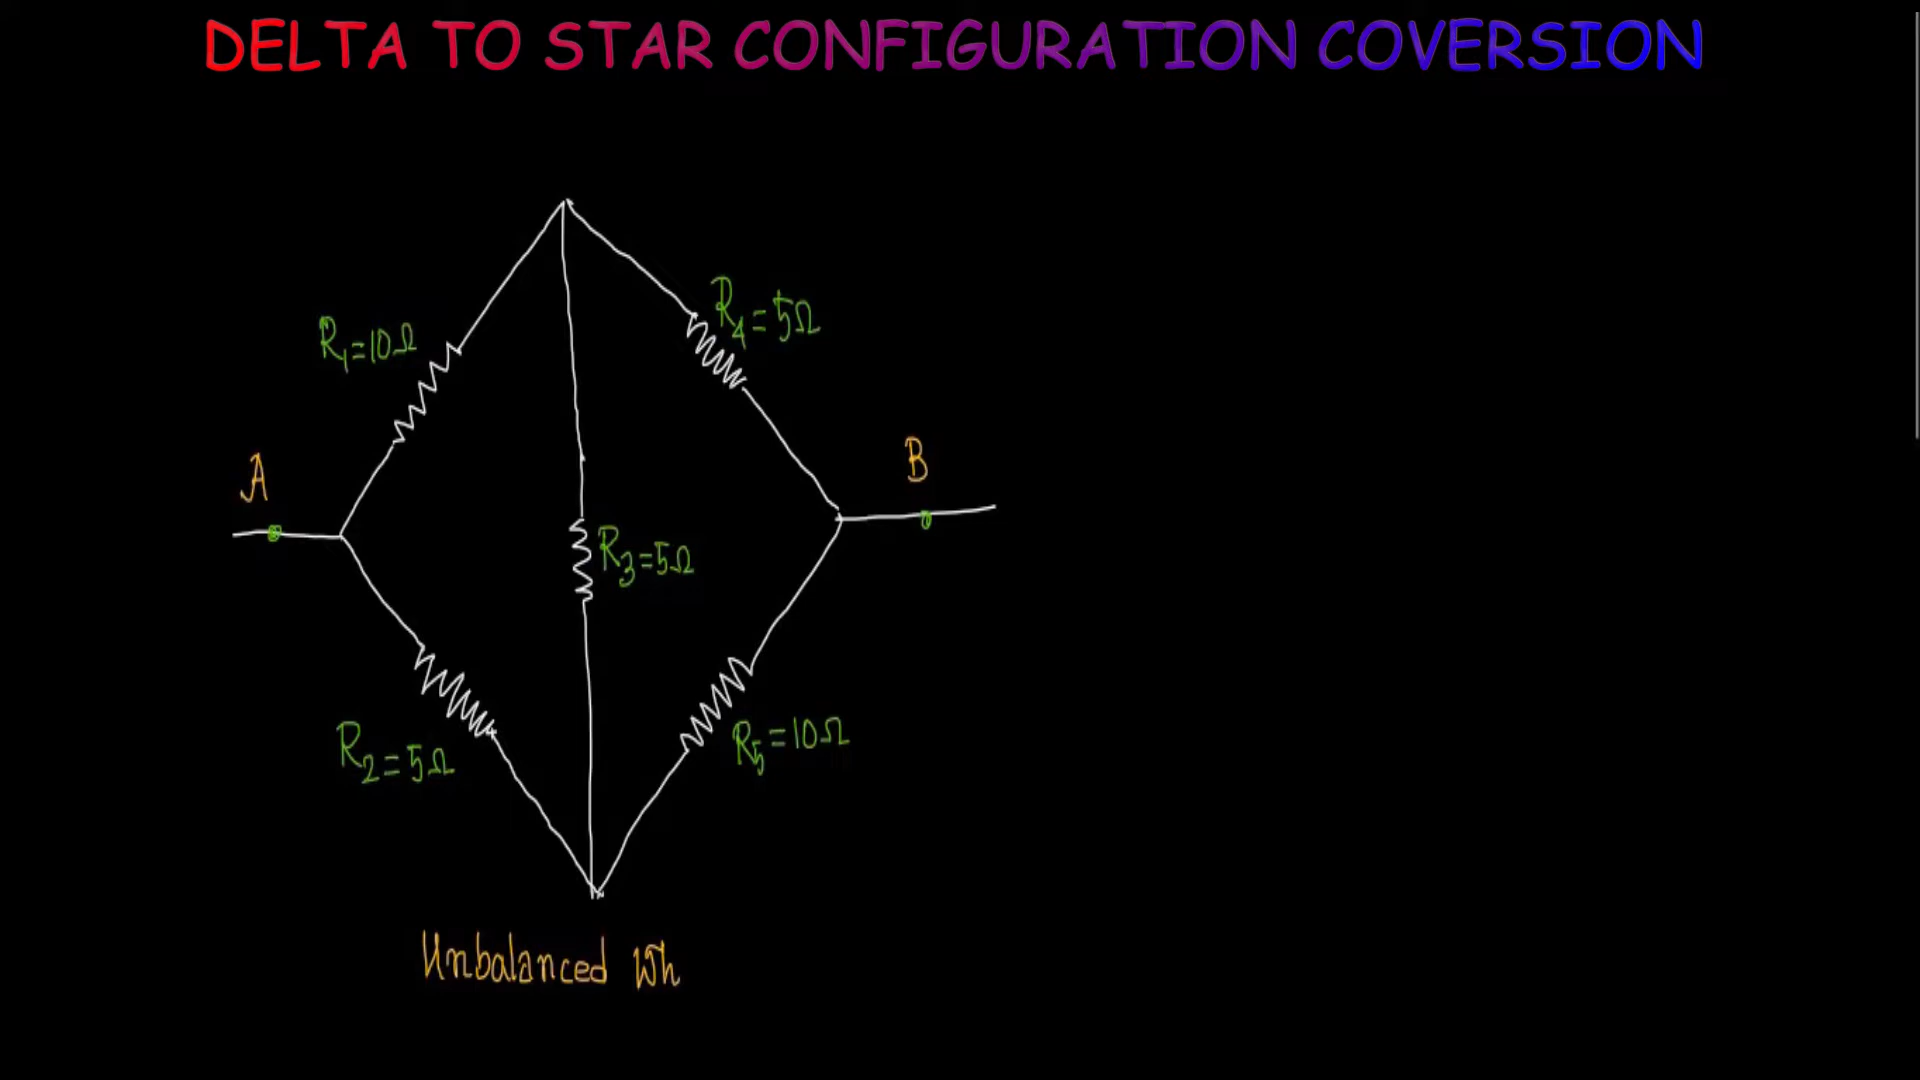 DELTA TO STAR CONFIGURATION COVERSION
R4=5Ω
R1=10Ω
A
B
R3=5Ω
R2=5Ω
R5=10Ω
Unbalanced Wh